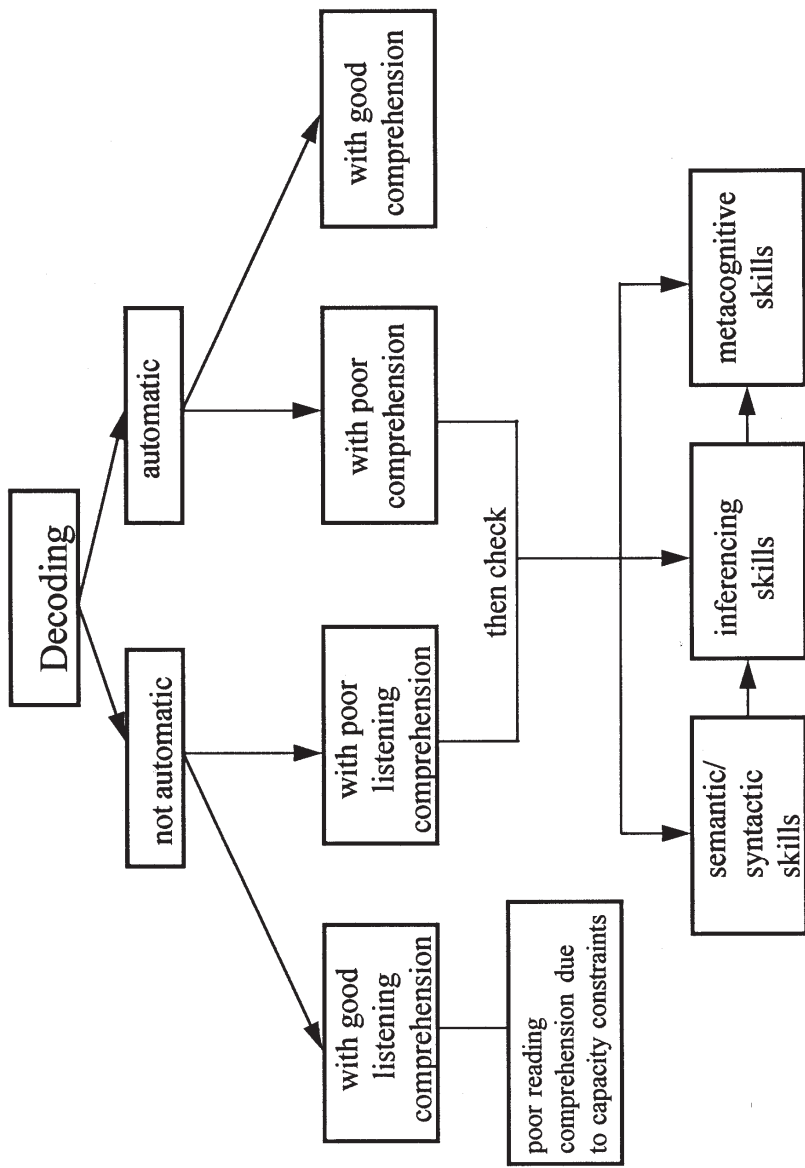 Decoding
not automatic
automatic
with good
listening
comprehension
with poor
listening
comprehension
with poor
comprehension
with good
comprehension
poor reading
comprehension due
to capacity constraints
then check
semantic/
syntactic
skills
inferencing
skills
metacognitive
skills